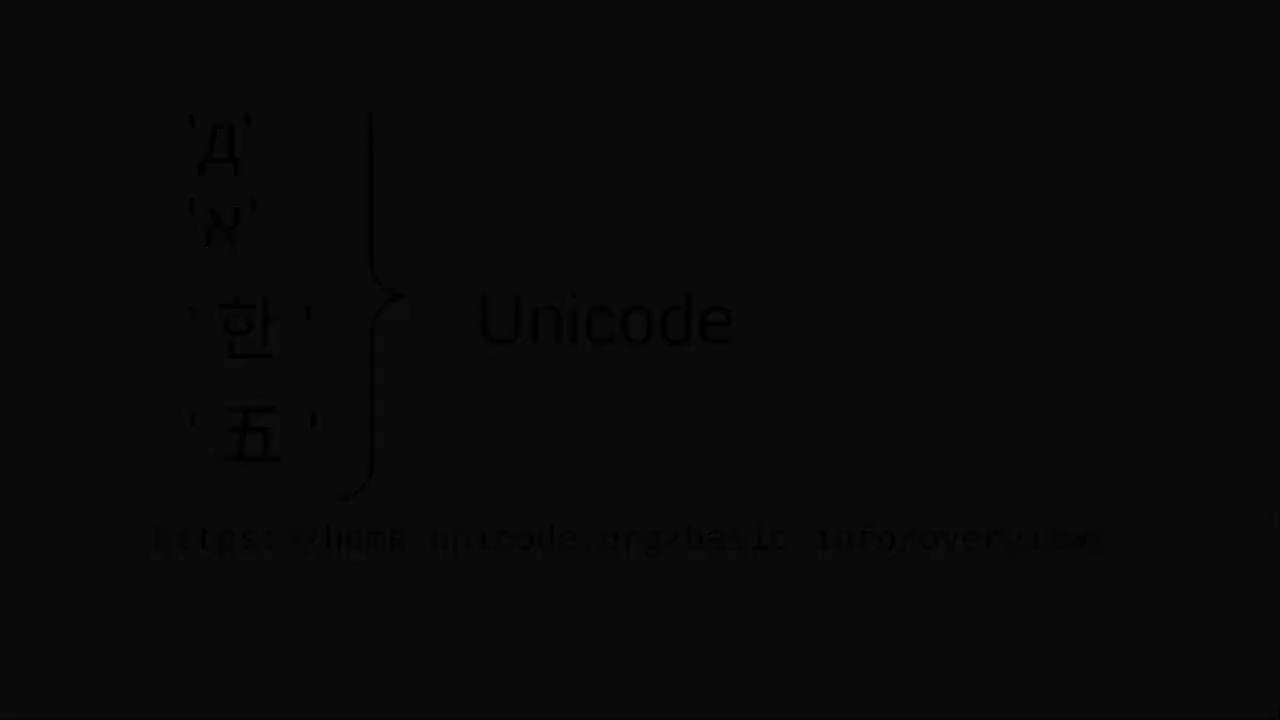 'Д'
'א'
' 한 '
' 五 '
Unicode
https://home.unicode.org/basic-info/overview/